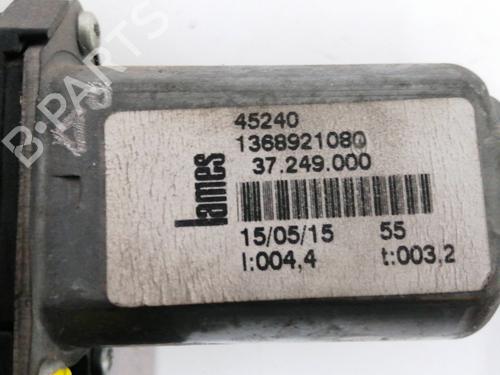 B-PARTS
lames
45240
1368921080
37.249.000
15/05/15 55
I:004,4 t:003,2